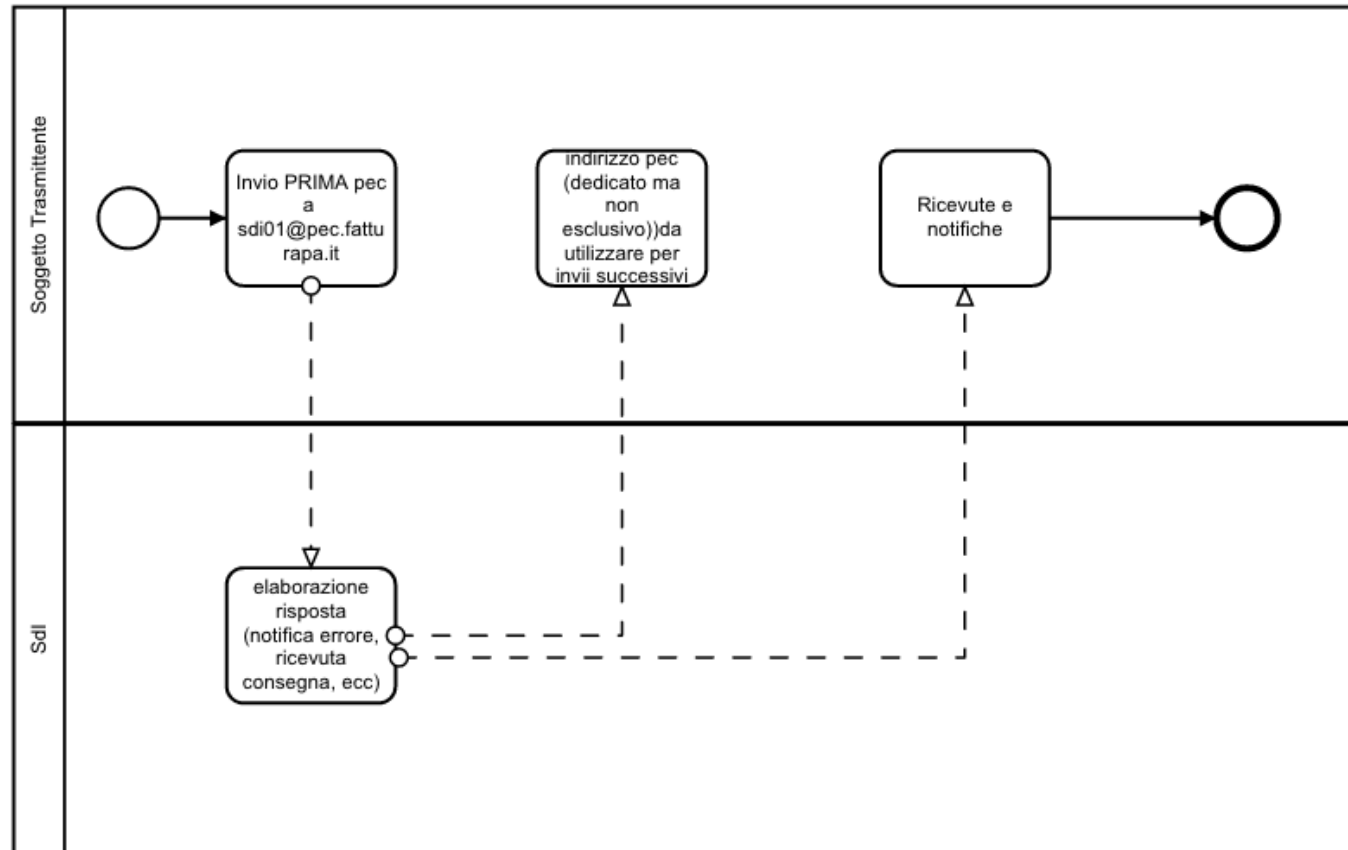 Soggetto Trasmittente
Invio PRIMA pec
a
sdi01@pec.fattu
rapa.it
indirizzo pec
(dedicato ma
non
esclusivo))da
utilizzare per
invii successivi
Ricevute e
notifiche
SdI
elaborazione
risposta
(notifica errore,
ricevuta
consegna, ecc)